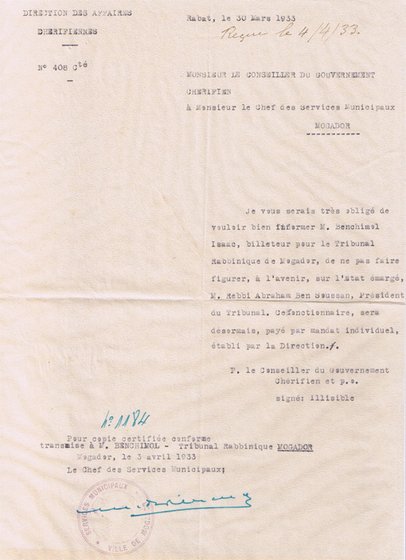 DIRECTION DES AFFAIRES
CHERIFIENNES
N° 408 Cté
Rabat, le 30 Mars 1933
Reçue le 4/4/33.
MONSIEUR LE CONSEILLER DU GOUVERNEMENT
CHERIFIEN
à Monsieur le Chef des Services Municipaux
MOGADOR
Je vous serais très obligé de
vouloir bien informer M. Benchimol
Isaac, billeteur pour le Tribunal
Rabbinique de Mogador, de ne pas faire
figurer, à l'avenir, sur l'Etat émargé,
M. Rebbi Abraham Ben Soussan, Président
du Tribunal. Cefonctionnaire, sera
désormais, payé par mandat individuel,
établi par la Direction./.
P. le Conseiller du Gouvernement
Chérifien et p.o.
signé: Illisible
N° 1184
Pour copie certifiée conforme
transmise à M. BENCHIMOL - Tribunal Rabbinique MOGADOR
Mogador, le 3 avril 1933
Le Chef des Services Municipaux;
SERVICES MUNICIPAUX
VILLE DE MOG